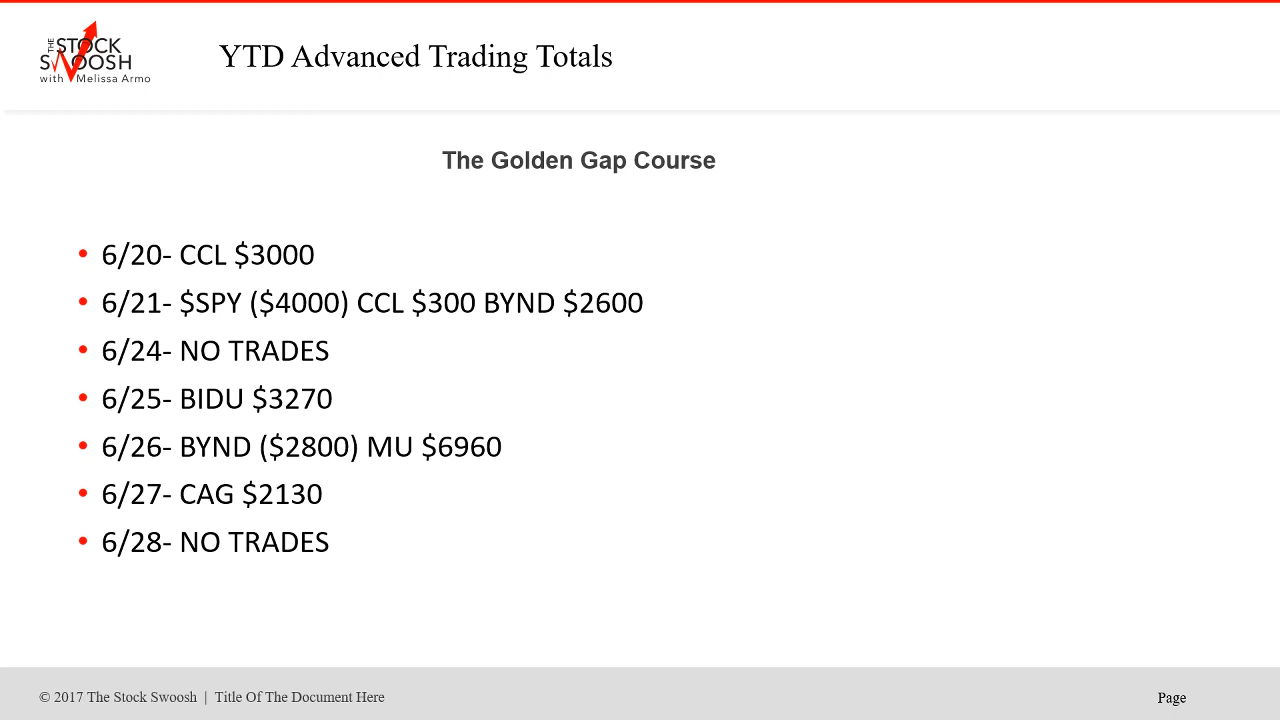 THE
STOCK
SWOOSH
with Melissa Armo
YTD Advanced Trading Totals
The Golden Gap Course
• 6/20- CCL $3000
• 6/21- $SPY ($4000) CCL $300 BYND $2600
• 6/24- NO TRADES
• 6/25- BIDU $3270
• 6/26- BYND ($2800) MU $6960
• 6/27- CAG $2130
• 6/28- NO TRADES
© 2017 The Stock Swoosh | Title Of The Document Here
Page